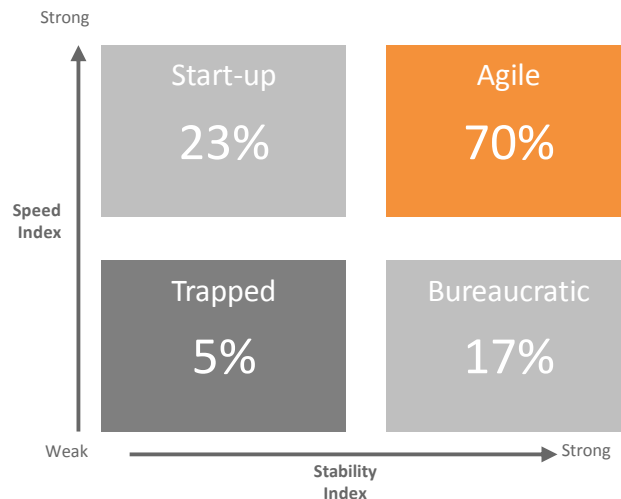 Strong
Start-up
23%
Agile
70%
Speed
Index
Trapped
5%
Bureaucratic
17%
Weak
Strong
Stability
Index